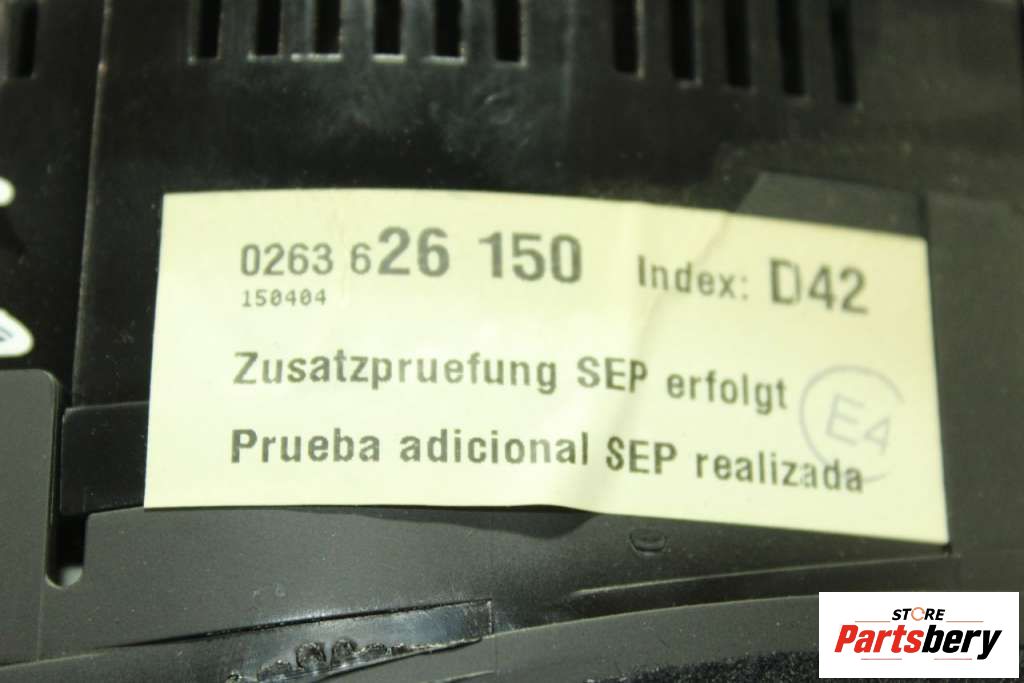 0263 626 150 Index: D42
150404
Zusatzpruefung SEP erfolgt
E4
Prueba adicional SEP realizada
STORE
Partsbery